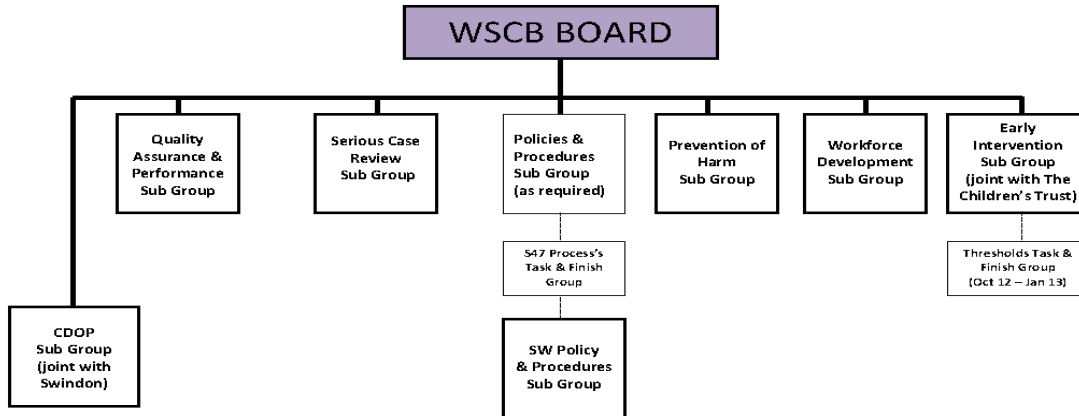 WSCB BOARD
Quality
Assurance &
Performance
Sub Group
Serious Case
Review
Sub Group
Policies &
Procedures
Sub Group
(as required)
Prevention of
Harm
Sub Group
Workforce
Development
Sub Group
Early
Intervention
Sub Group
(joint with The
Children's Trust)
S47 Process's
Task & Finish
Group
Thresholds Task &
Finish Group
(Oct 12 – Jan 13)
CDOP
Sub Group
(joint with
Swindon)
SW Policy
& Procedures
Sub Group